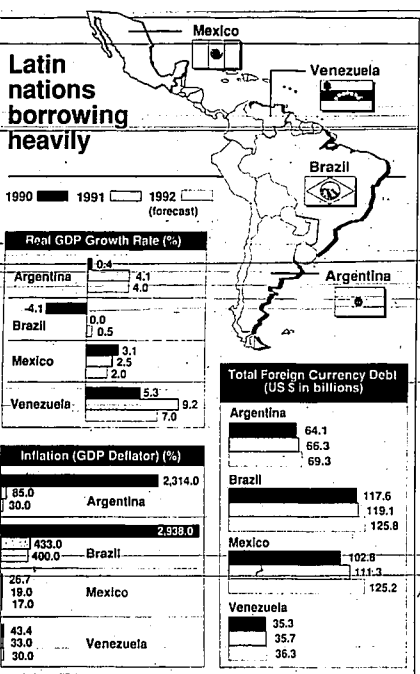 Mexico
Latin
nations
borrowing
heavily
Venezuela
Brazil
Argentina
1990 1991 1992
(forecast)
Real GDP Growth Rate (%)
0.4
Argentina 4.1
4.0
-4.1
Brazil 0.0
0.5
3.1
Mexico 2.5
2.0
5.3
Venezuela 9.2
7.0
Inflation (GDP Deflator) (%)
2,314.0
85.0
30.0 Argentina
2,938.0
433.0
400.0 Brazil
26.7
19.0 Mexico
17.0
43.4
33.0 Venezuela
30.0
Total Foreign Currency Debt
(US $ in billions)
Argentina
64.1
66.3
69.3
Brazil
117.6
119.1
125.8
Mexico
102.8
111.3
125.2
Venezuela
35.3
35.7
36.3